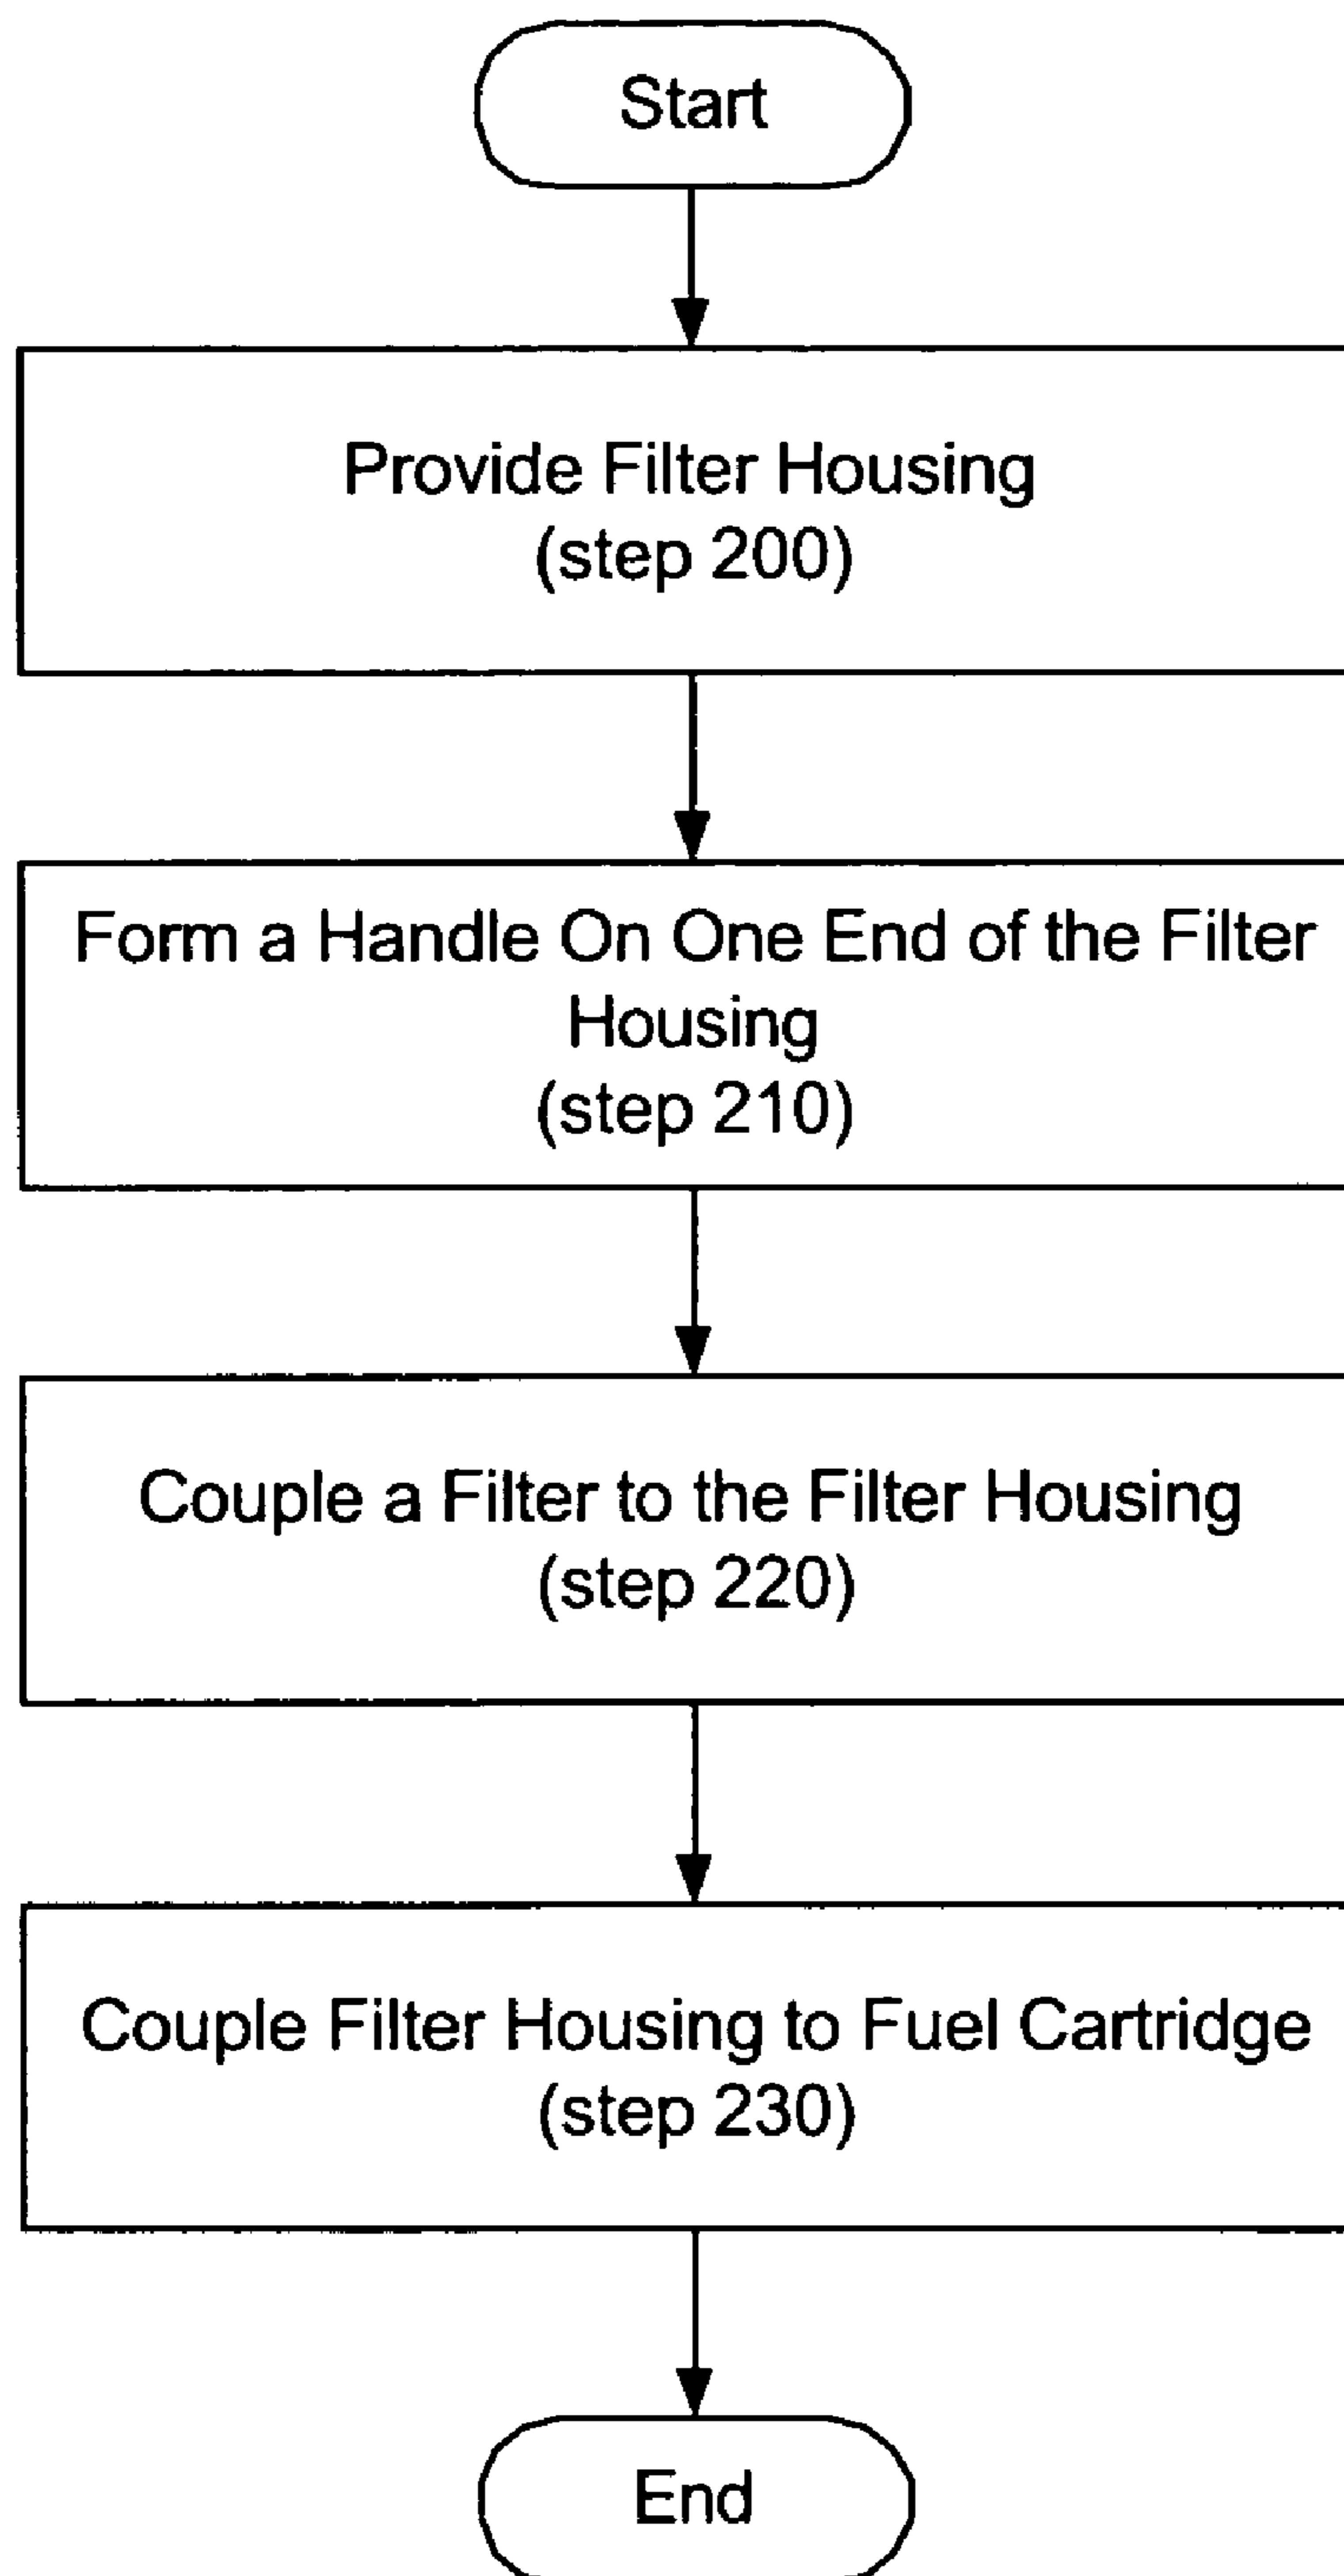 Start
Provide Filter Housing
(step 200)
Form a Handle On One End of the Filter
Housing
(step 210)
Couple a Filter to the Filter Housing
(step 220)
Couple Filter Housing to Fuel Cartridge
(step 230)
End